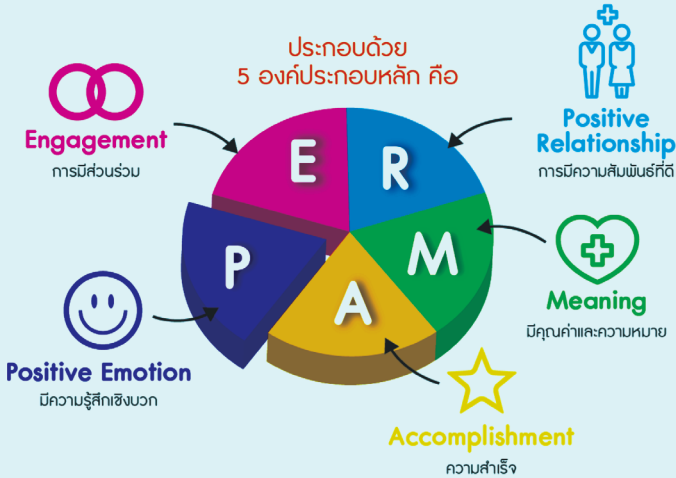 ประกอบด้วย
5 องค์ประกอบหลัก คือ
Engagement
การมีส่วนร่วม
E
R
Positive
Relationship
การมีความสัมพันธ์ที่ดี
P
M
A
Meaning
มีคุณค่าและความหมาย
Positive Emotion
มีความรู้สึกเชิงบวก
Accomplishment
ความสำเร็จ